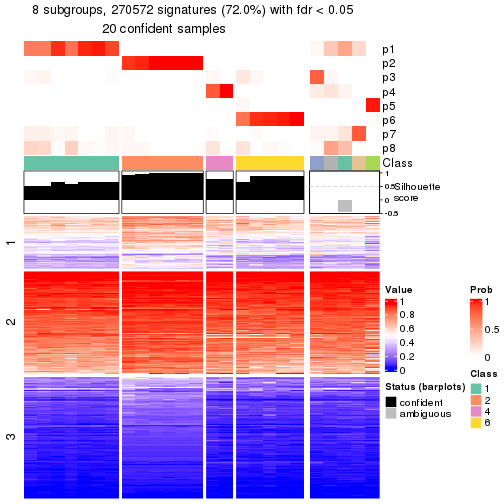 8 subgroups, 270572 signatures (72.0%) with fdr < 0.05
20 confident samples
p1
p2
p3
p4
p5
p6
p7
p8
Class
1
0.5
0
-0.5
Silhouette
score
1
2
3
Value
1
0.8
0.6
0.4
0.2
0
Prob
1
0.5
0
Status (barplots)
confident
ambiguous
Class
1
2
4
6